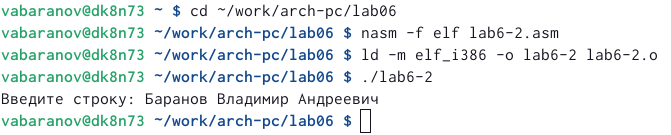 vabaranov@dk8n73 ~ $ cd ~/work/arch-pc/lab06
vabaranov@dk8n73 ~/work/arch-pc/lab06 $ nasm -f elf lab6-2.asm
vabaranov@dk8n73 ~/work/arch-pc/lab06 $ ld -m elf_i386 -o lab6-2 lab6-2.o
vabaranov@dk8n73 ~/work/arch-pc/lab06 $ ./lab6-2
Введите строку: Баранов Владимир Андреевич
vabaranov@dk8n73 ~/work/arch-pc/lab06 $